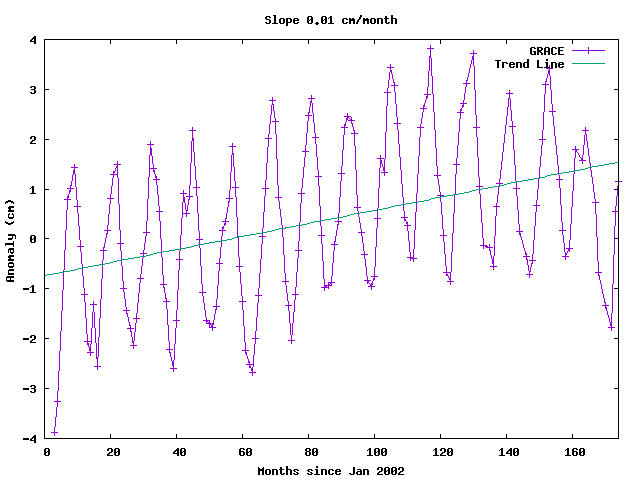 Slope 0.01 cm/month
GRACE
Trend Line
4
3
2
1
0
-1
-2
-3
-4
Anomaly (cm)
0 20 40 60 80 100 120 140 160
Months since Jan 2002